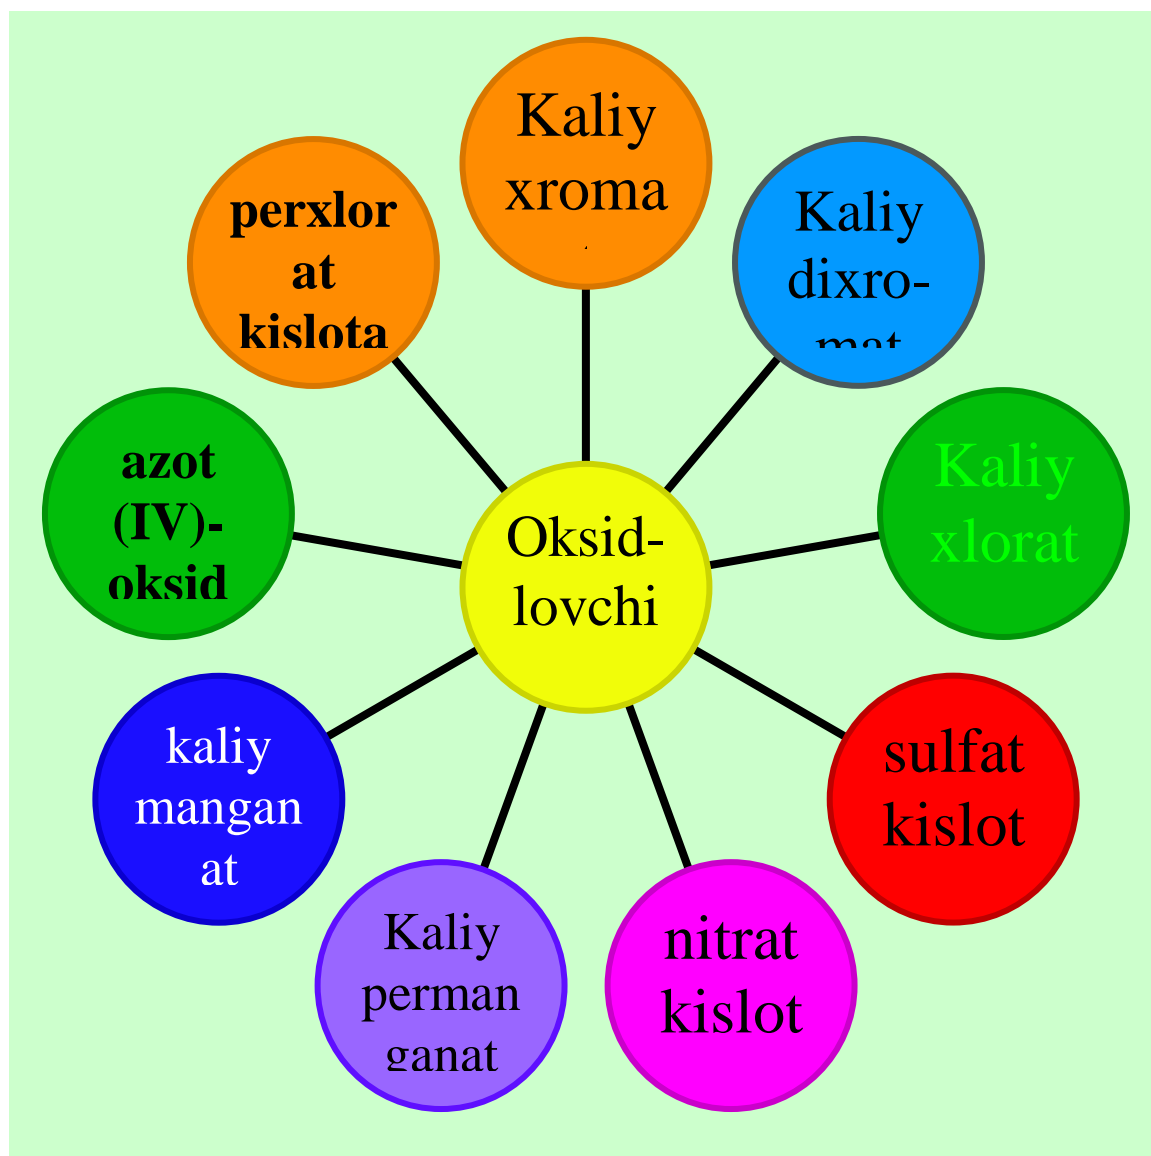 Kaliy
xroma
Kaliy
dixro-
mat
Kaliy
xlorat
sulfat
kislot
nitrat
kislot
Kaliy
perman
ganat
kaliy
mangan
at
azot
(IV)-
oksid
perxlor
at
kislota
Oksid-
lovchi